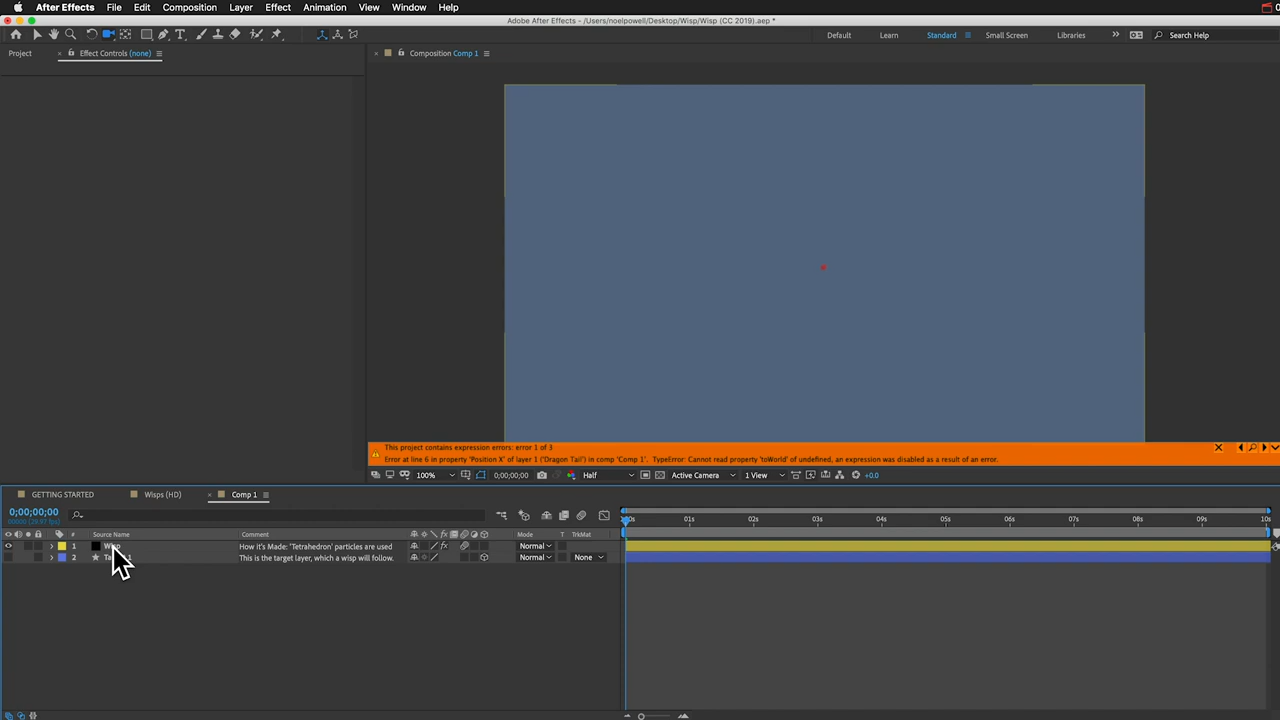 After Effects File Edit Composition Layer Effect Animation View Window Help
Adobe After Effects - /Users/noelpowell/Desktop/Wisp/Wisp (CC 2019).aep *
Default Learn Standard Small Screen Libraries Search Help
Project Effect Controls (none) Composition Comp 1
This project contains expression errors: error 1 of 3
Error at line 6 in property 'Position X' of layer 1 ('Dragon Tail') in comp 'Comp 1'. TypeError: Cannot read property 'toWorld' of undefined, an expression was disabled as a result of an error.
100% 0;00;00;00 Half Active Camera 1 View +0.0
GETTING STARTED Wisps (HD) Comp 1
0;00;00;00
00000 (29.97 fps)
:00s 01s 02s 03s 04s 05s 06s 07s 08s 09s 10s
# Source Name Comment Mode T TrkMat
1 Wisp How it's Made: 'Tetrahedron' particles are used Normal
2 1 This is the target layer, which a wisp will follow. Normal None